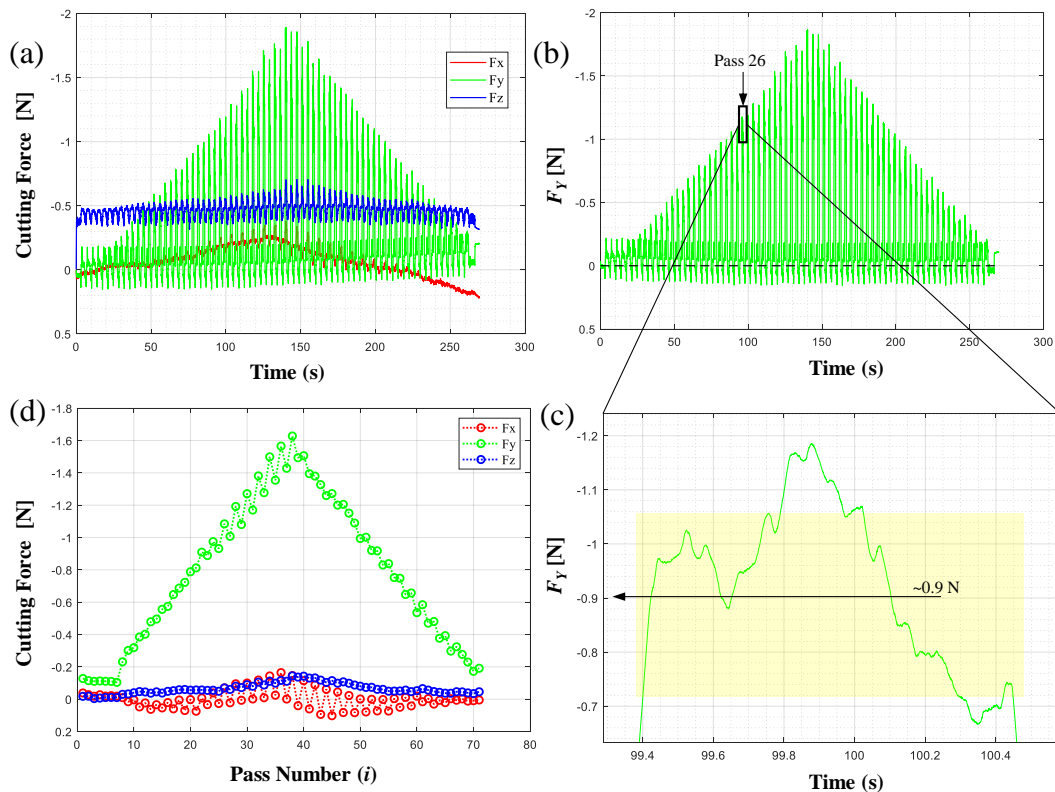 (a)
Cutting Force [N]
-2
-1.5
-1
-0.5
0
0.5
0
50
100
150
200
250
300
Time (s)
Fx
Fy
Fz
(b)
F_Y [N]
-2
-1.5
-1
-0.5
0
0.5
0
50
100
150
200
250
300
Time (s)
Pass 26
(d)
Cutting Force [N]
-1.8
-1.6
-1.4
-1.2
-1
-0.8
-0.6
-0.4
-0.2
0
0.2
0
10
20
30
40
50
60
70
80
Pass Number (i)
Fx
Fy
Fz
(c)
F_Y [N]
-1.2
-1.1
-1
-0.9
-0.8
-0.7
99.4
99.6
99.8
100
100.2
100.4
Time (s)
~0.9 N